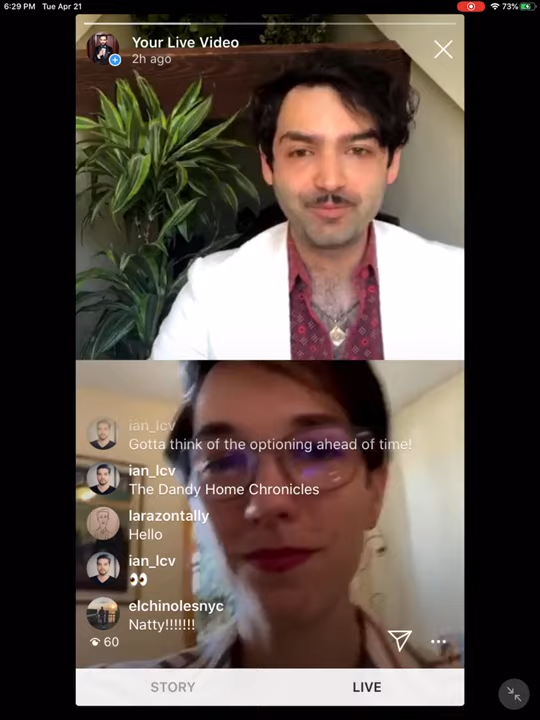 6:29 PM Tue Apr 21
73%
Your Live Video
2h ago
ian_lcv
Gotta think of the optioning ahead of time!
ian_lcv
The Dandy Home Chronicles
larazontally
Hello
ian_lcv
👀
elchinolesnyc
Natty!!!!!!!
60
STORY LIVE